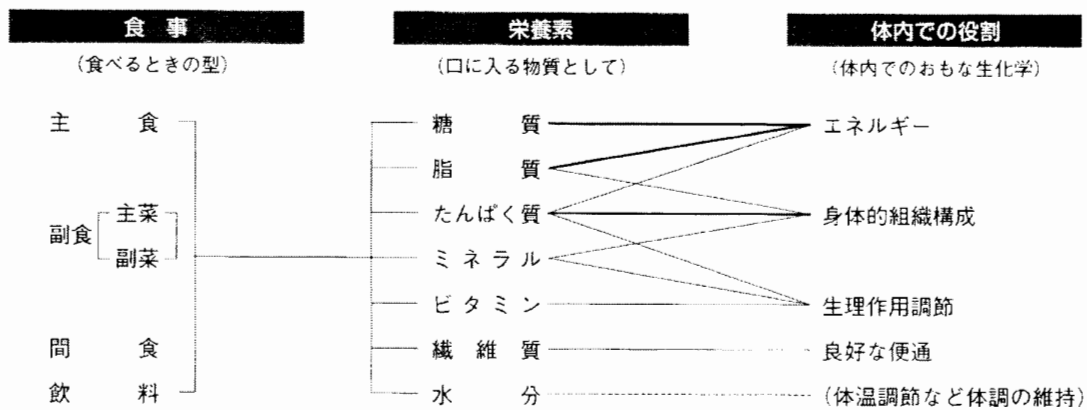 食事 栄養素 体内での役割
(食べるときの型) (口に入る物質として) (体内でのおもな生化学)
主食 糖質 エネルギー
脂質
主菜 たんぱく質 身体的組織構成
副食
副菜 ミネラル
ビタミン 生理作用調節
間食 繊維質 良好な便通
飲料 水分 (体温調節など体調の維持)